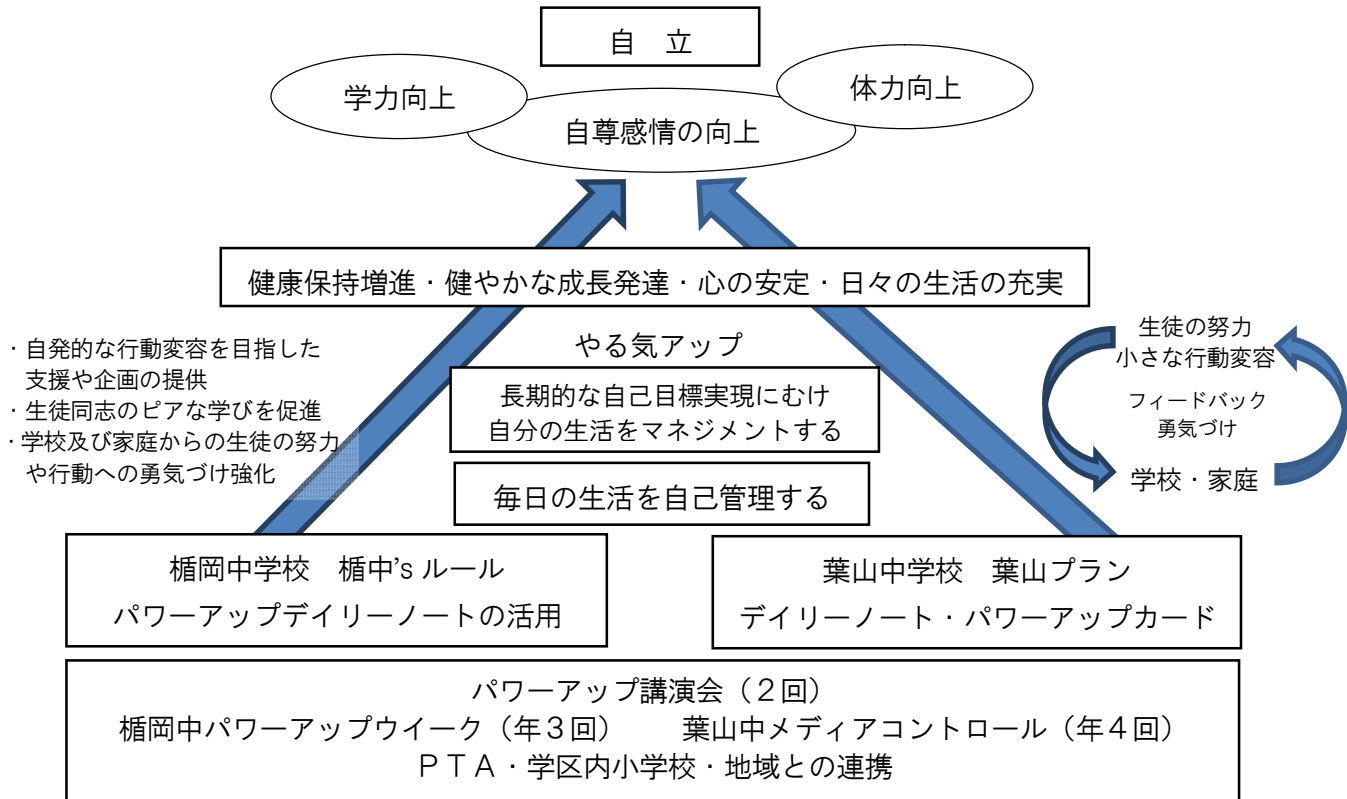 自　立
学力向上
体力向上
自尊感情の向上
健康保持増進・健やかな成長発達・心の安定・日々の生活の充実
・自発的な行動変容を目指した
支援や企画の提供
・生徒同志のピアな学びを促進
・学校及び家庭からの生徒の努力
や行動への勇気づけ強化
やる気アップ
長期的な自己目標実現にむけ
自分の生活をマネジメントする
毎日の生活を自己管理する
生徒の努力
小さな行動変容
フィードバック
勇気づけ
学校・家庭
楯岡中学校　楯中’s ルール
パワーアップデイリーノートの活用
葉山中学校　葉山プラン
デイリーノート・パワーアップカード
パワーアップ講演会（２回）
楯岡中パワーアップウイーク（年３回）　　葉山中メディアコントロール（年４回）
ＰＴＡ・学区内小学校・地域との連携